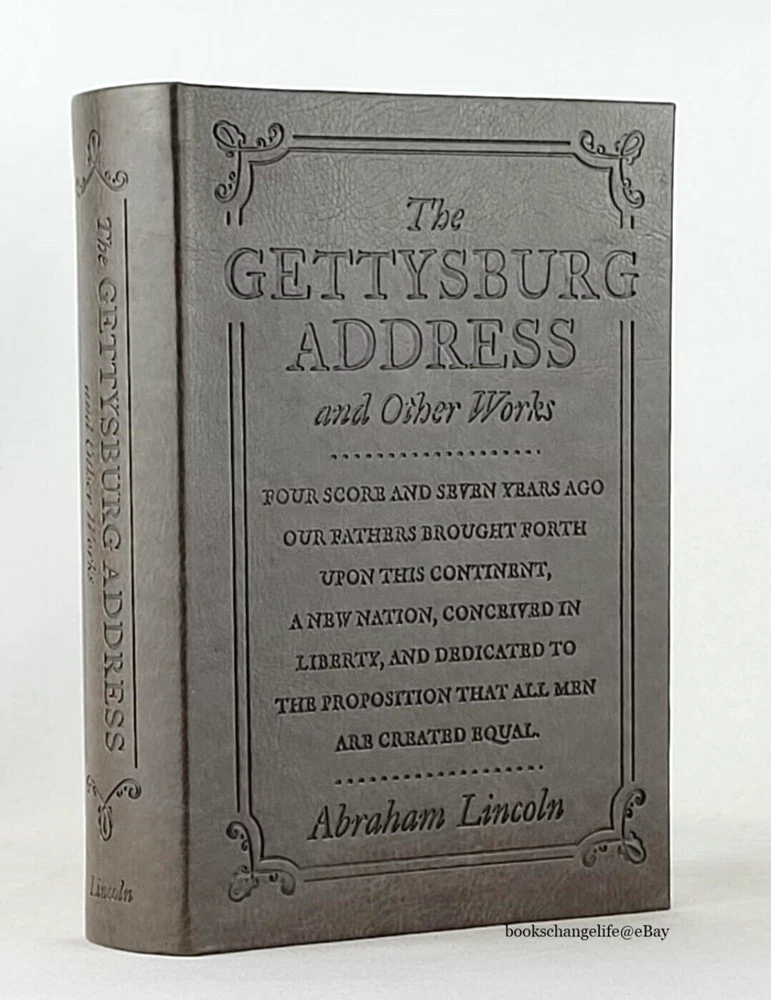 The
GETTYSBURG
ADDRESS
and Other Works
FOUR SCORE AND SEVEN YEARS AGO
OUR FATHERS BROUGHT FORTH
UPON THIS CONTINENT,
A NEW NATION, CONCEIVED IN
LIBERTY, AND DEDICATED TO
THE PROPOSITION THAT ALL MEN
ARE CREATED EQUAL.
Abraham Lincoln
The GETTYSBURG ADDRESS
and Other Works
Lincoln
bookschangelife@eBay